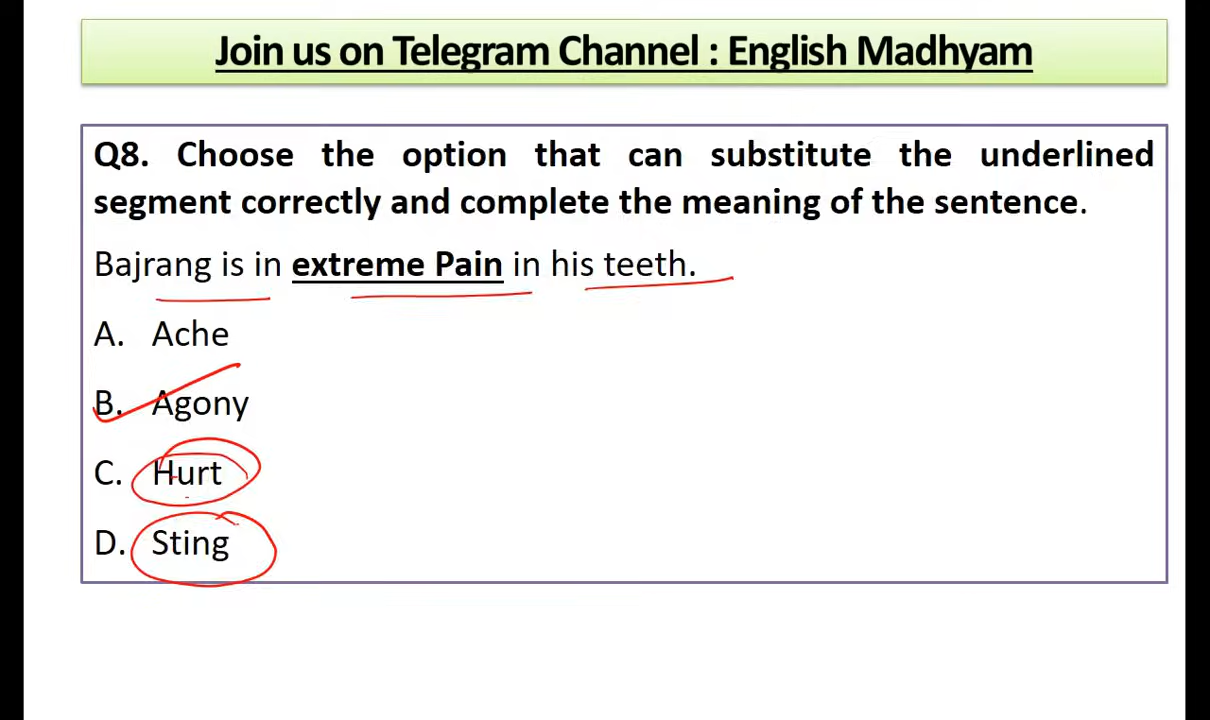 Join us on Telegram Channel : English Madhyam
Q8. Choose the option that can substitute the underlined
segment correctly and complete the meaning of the sentence.
Bajrang is in extreme Pain in his teeth.
A. Ache
B. Agony
C. Hurt
D. Sting